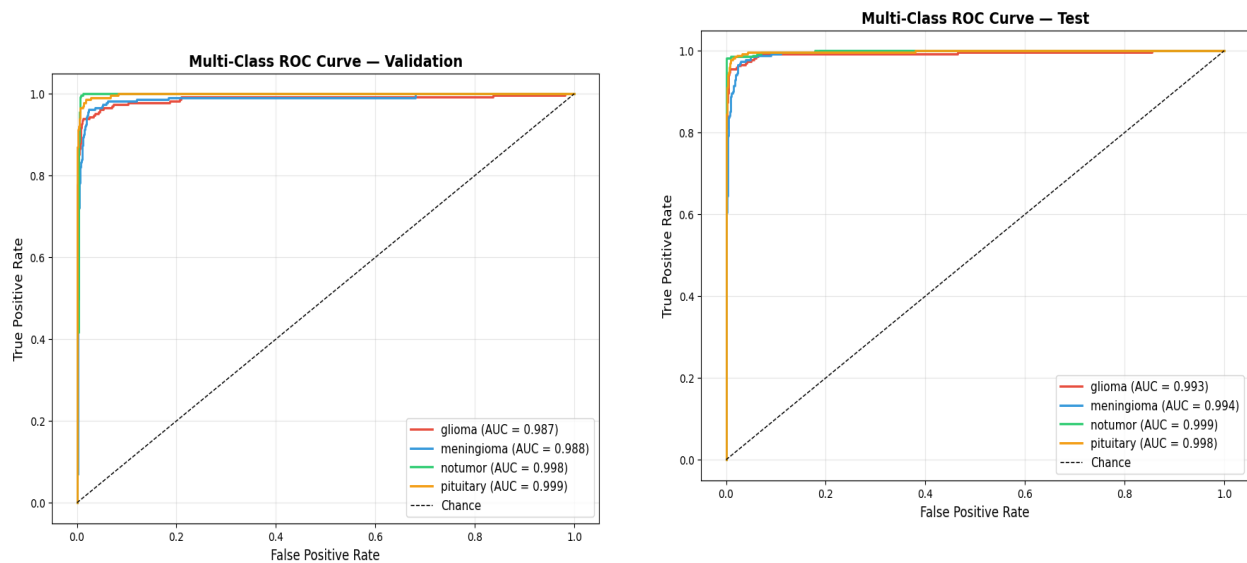 Multi-Class ROC Curve — Validation
True Positive Rate
1.0
0.8
0.6
0.4
0.2
0.0
0.0 0.2 0.4 0.6 0.8 1.0
False Positive Rate
glioma (AUC = 0.987)
meningioma (AUC = 0.988)
notumor (AUC = 0.998)
pituitary (AUC = 0.999)
Chance
Multi-Class ROC Curve — Test
True Positive Rate
1.0
0.8
0.6
0.4
0.2
0.0
0.0 0.2 0.4 0.6 0.8 1.0
False Positive Rate
glioma (AUC = 0.993)
meningioma (AUC = 0.994)
notumor (AUC = 0.999)
pituitary (AUC = 0.998)
Chance